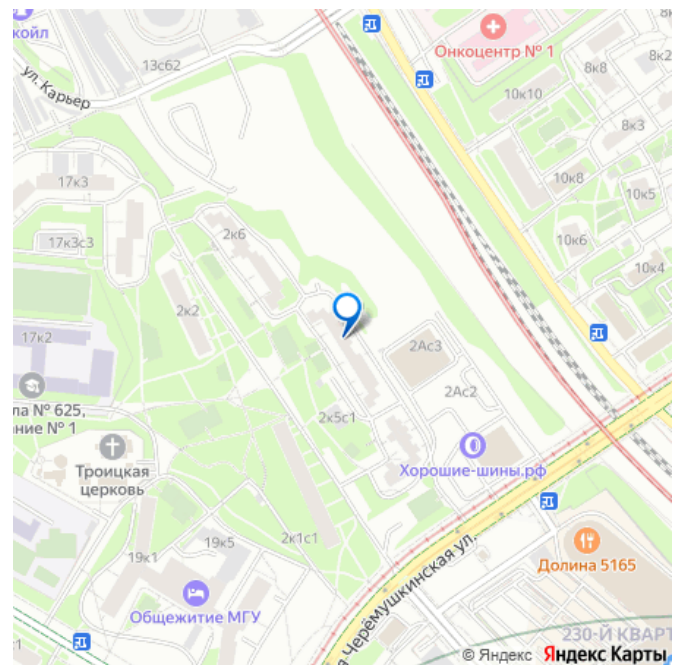 койл
13с62
Онкоцентр № 1
8к8
8к2
ул. Карьер
10к10
8к3
17к3
10к8
10к5
17к3с3
2к6
10к6
10к4
2к2
17к2
2Ас3
2Ас2
ла № 625,
ание № 1
2к5с1
Троицкая
церковь
Хорошие-шины.рф
19к1
19к5
2к1с1
Долина 5165
Общежитие МГУ
я Черёмушкинская ул.
230-Й КВАРТ
© Яндекс Яндекс Карты